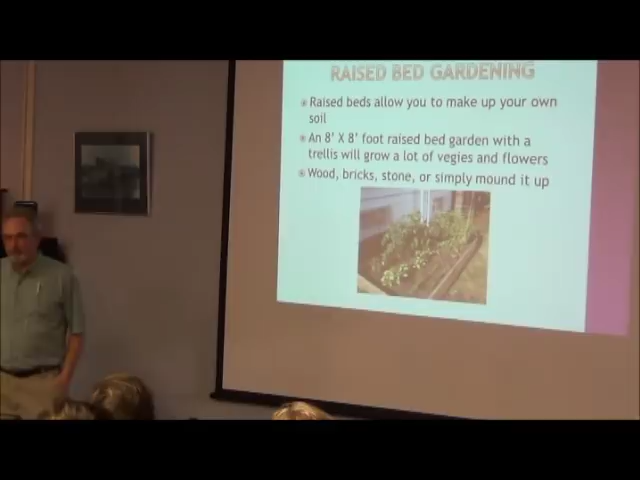 RAISED BED GARDENING
Raised beds allow you to make up your own
soil
An 8' X 8' foot raised bed garden with a
trellis will grow a lot of vegies and flowers
Wood, bricks, stone, or simply mound it up